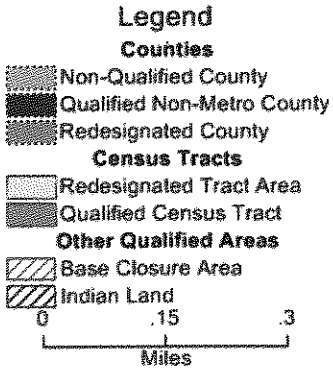 Legend
Counties
Non-Qualified County
Qualified Non-Metro County
Redesignated County
Census Tracts
Redesignated Tract Area
Qualified Census Tract
Other Qualified Areas
Base Closure Area
Indian Land
0 .15 .3
Miles